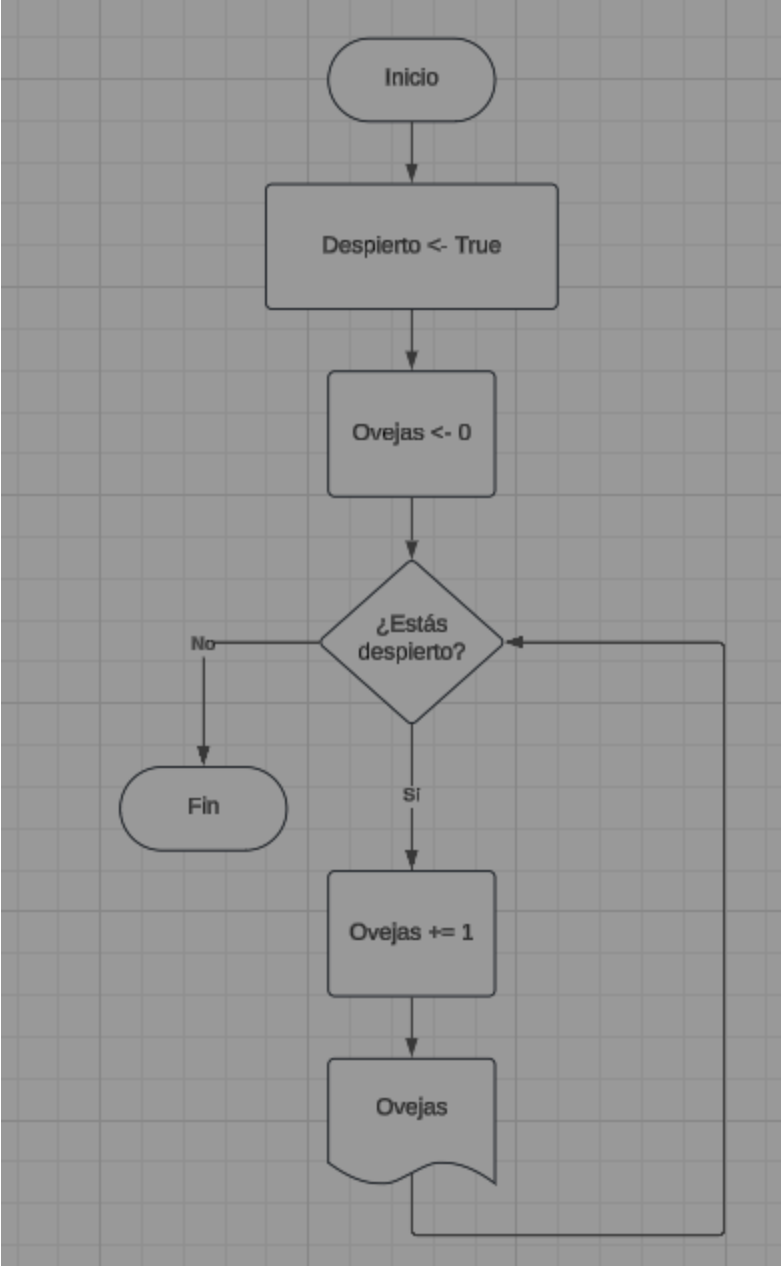 Inicio
Despierto <- True
Ovejas <- 0
¿Estás
despierto?
No
Fin
Sí
Ovejas += 1
Ovejas